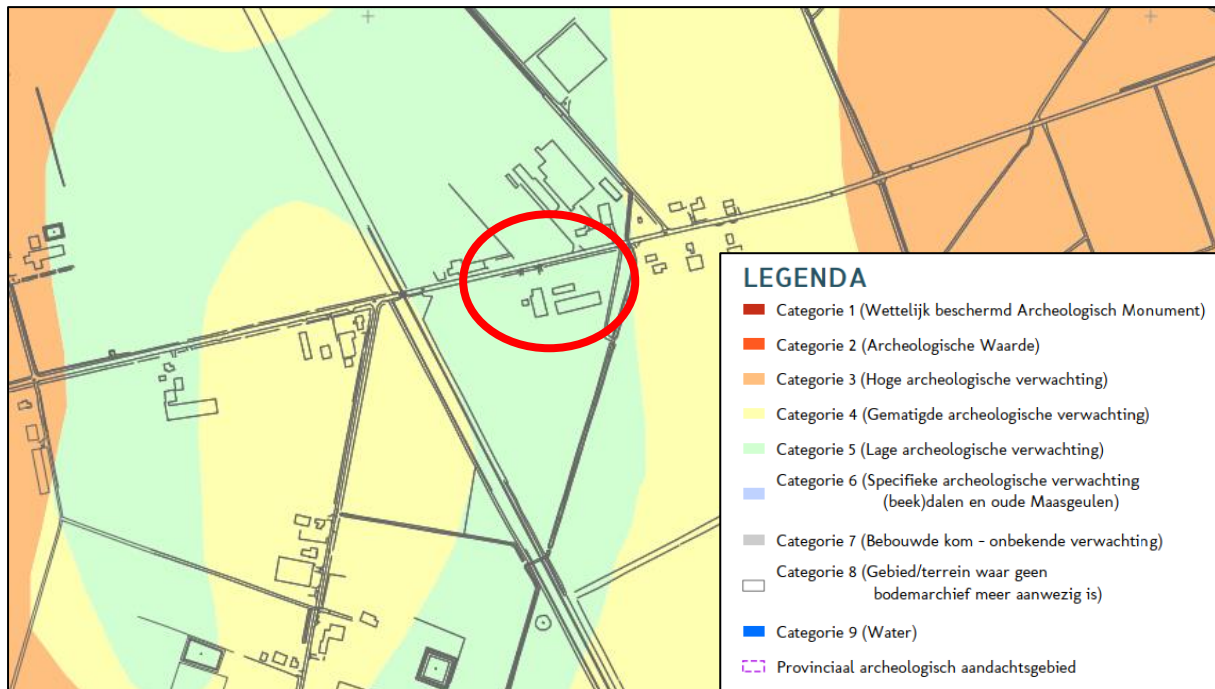 LEGENDA
Categorie 1 (Wettelijk beschermd Archeologisch Monument)
Categorie 2 (Archeologische Waarde)
Categorie 3 (Hoge archeologische verwachting)
Categorie 4 (Gematigde archeologische verwachting)
Categorie 5 (Lage archeologische verwachting)
Categorie 6 (Specifieke archeologische verwachting
(beek)dalen en oude Maasgeulen)
Categorie 7 (Bebouwde kom - onbekende verwachting)
Categorie 8 (Gebied/terrein waar geen
bodemarchief meer aanwezig is)
Categorie 9 (Water)
Provinciaal archeologisch aandachtsgebied